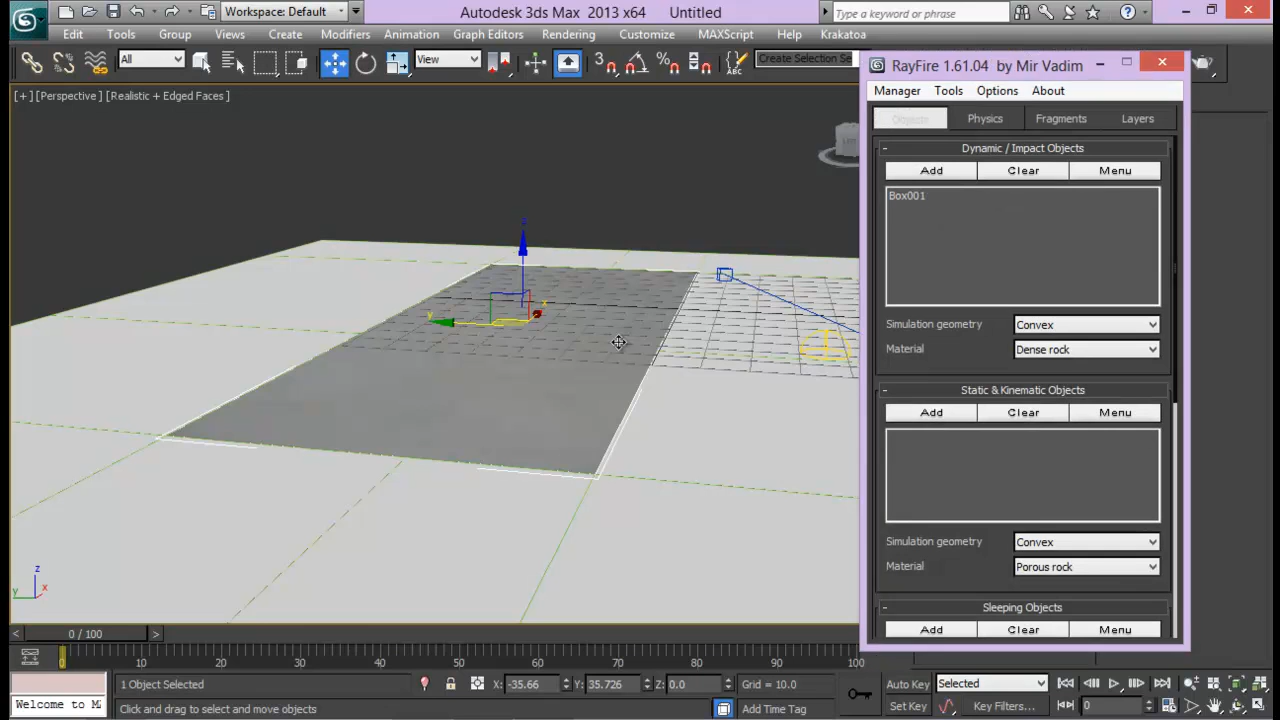 Workspace: Default
Autodesk 3ds Max 2013 x64 Untitled
Type a keyword or phrase
Edit Tools Group Views Create Modifiers Animation Graph Editors Rendering Customize MAXScript Help Krakatoa
All
View
3
%
ABC
Create Selection Se
[+] [Perspective] [Realistic + Edged Faces]
RayFire 1.61.04 by Mir Vadim
Manager Tools Options About
Objects Physics Fragments Layers
- Dynamic / Impact Objects
Add Clear Menu
Box001
Simulation geometry Convex
Material Dense rock
- Static & Kinematic Objects
Add Clear Menu
Simulation geometry Convex
Material Porous rock
- Sleeping Objects
Add Clear Menu
z
x
y
z
y x
< 0 / 100 >
0 10 20 30 40 50 60 70 80 90 100
1 Object Selected X: -35.66 Y: 35.726 Z: 0.0 Grid = 10.0 Auto Key Selected
Welcome to MA Click and drag to select and move objects Add Time Tag Set Key Key Filters... 0